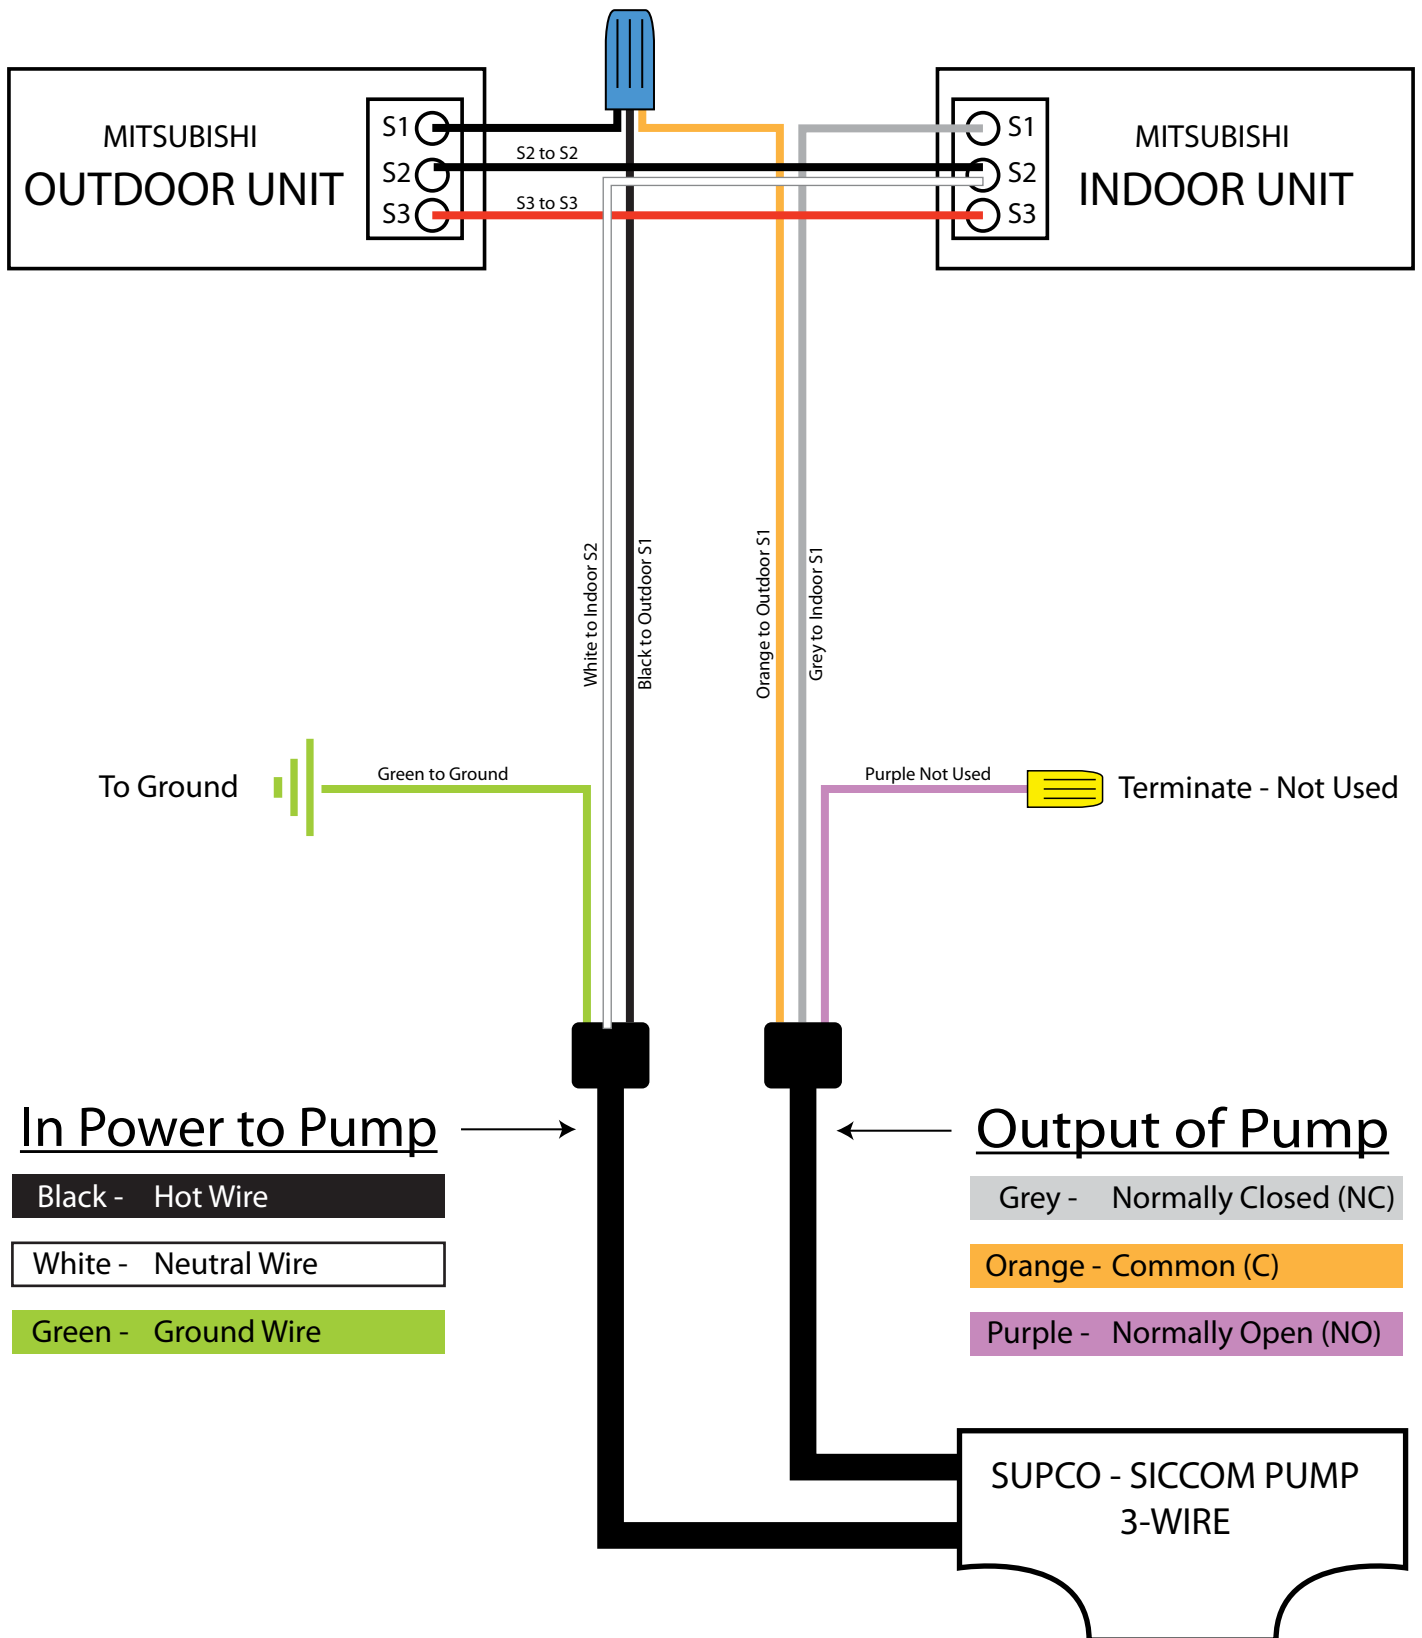 MITSUBISHI
OUTDOOR UNIT
S1
S2
S3
S2 to S2
S3 to S3
S1
S2
S3
MITSUBISHI
INDOOR UNIT
White to Indoor S2
Black to Outdoor S1
Orange to Outdoor S1
Grey to Indoor S1
To Ground
Green to Ground
Purple Not Used
Terminate - Not Used
In Power to Pump
Black - Hot Wire
White - Neutral Wire
Green - Ground Wire
Output of Pump
Grey - Normally Closed (NC)
Orange - Common (C)
Purple - Normally Open (NO)
SUPCO - SICCOM PUMP
3-WIRE